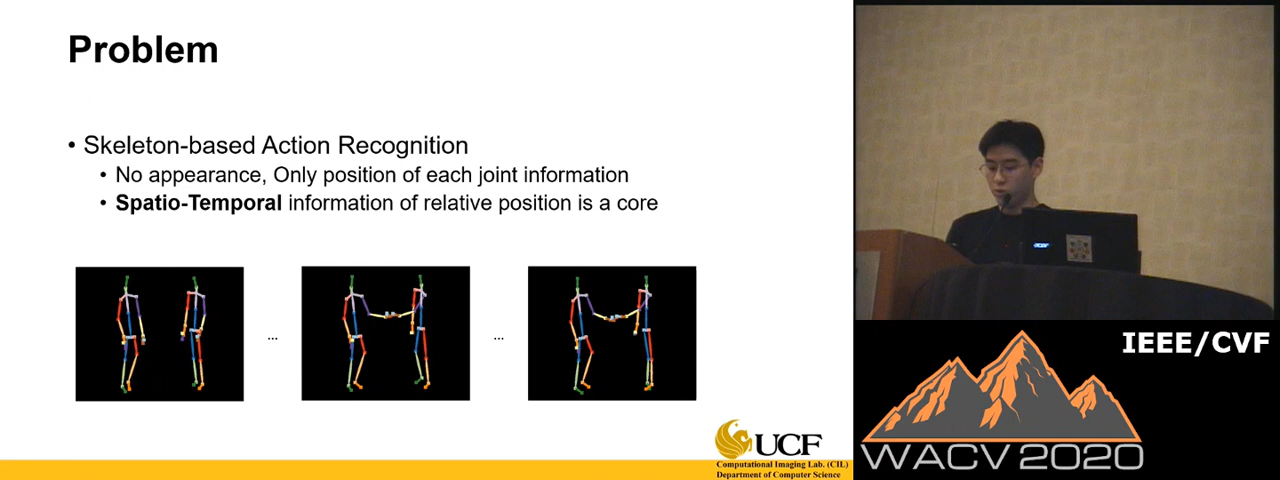 Problem
• Skeleton-based Action Recognition
• No appearance, Only position of each joint information
• Spatio-Temporal information of relative position is a core
...
...
UCF
Computational Imaging Lab. (CIL)
Department of Computer Science
acer
IEEE/CVF
WACV 2020